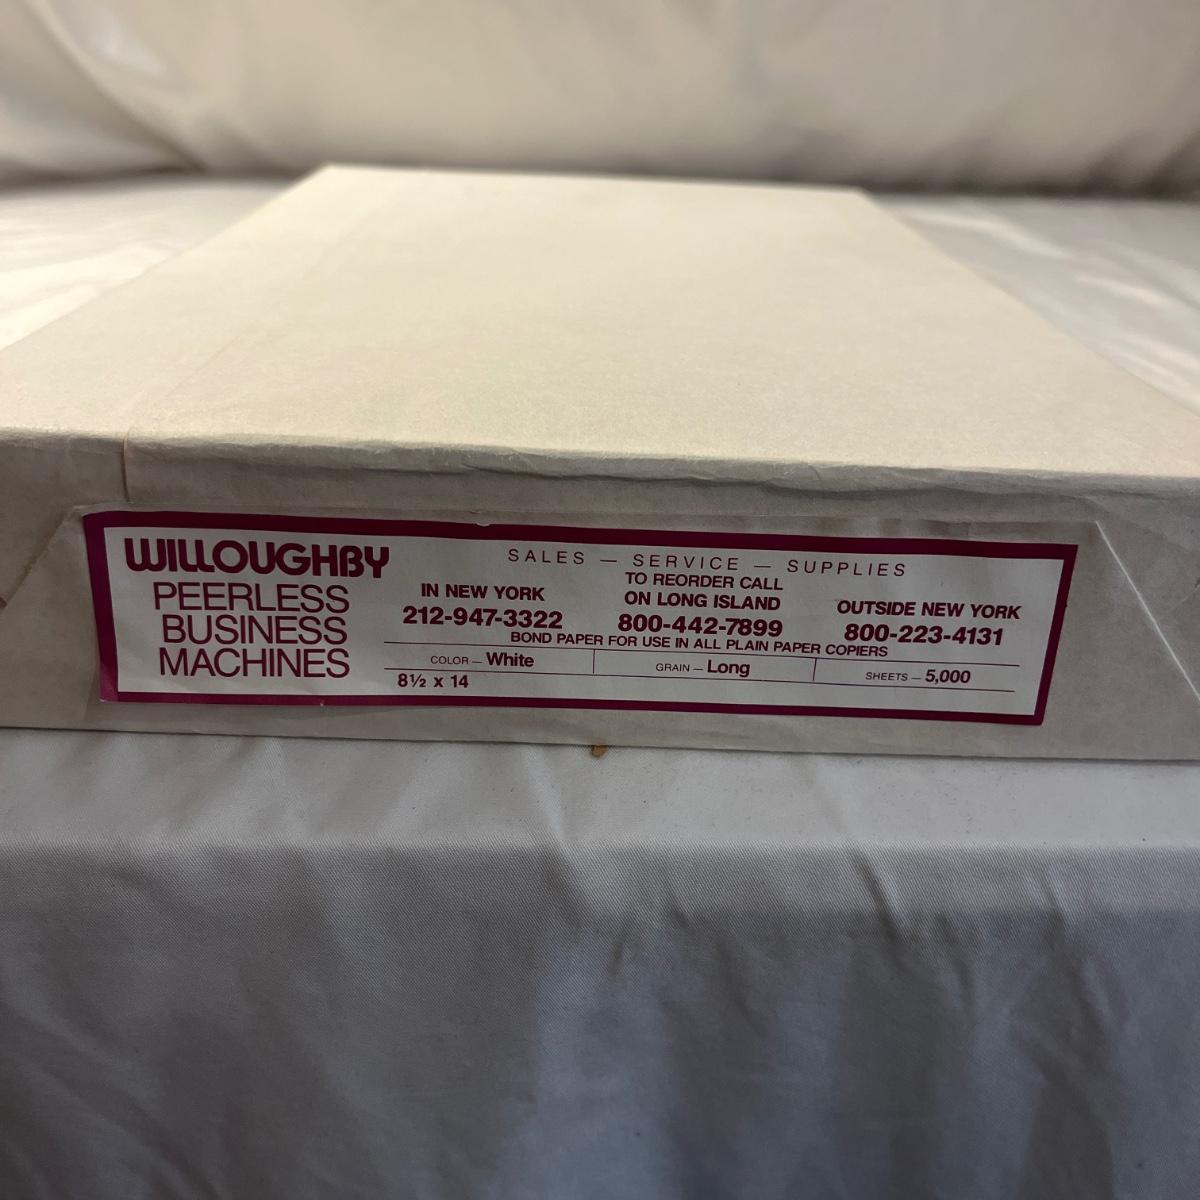 WILLOUGHBY
PEERLESS
BUSINESS
MACHINES
SALES — SERVICE — SUPPLIES
TO REORDER CALL
IN NEW YORK
212-947-3322
ON LONG ISLAND
800-442-7899
OUTSIDE NEW YORK
800-223-4131
BOND PAPER FOR USE IN ALL PLAIN PAPER COPIERS
COLOR — White
GRAIN — Long
SHEETS — 5,000
8½ x 14